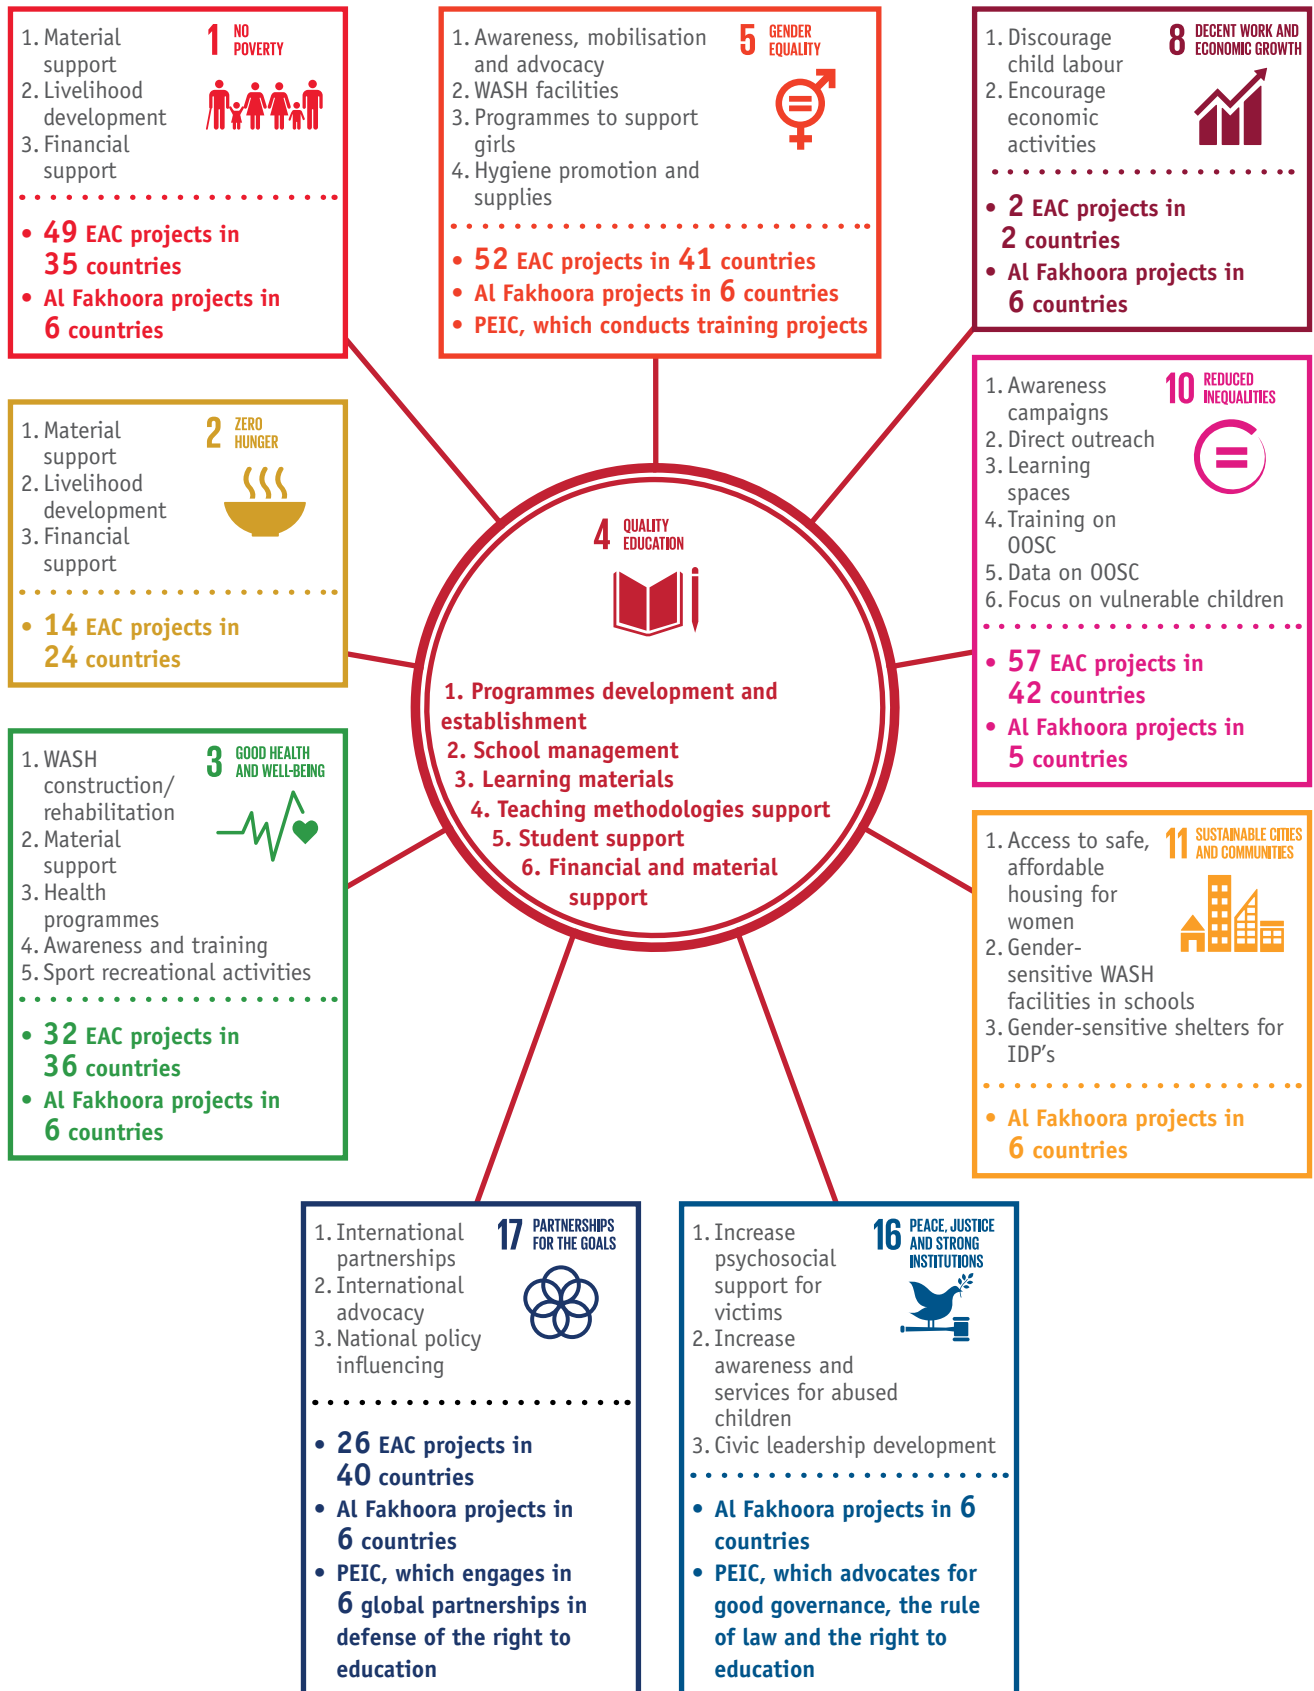 1. Material
support
2. Livelihood
development
3. Financial
support
1 NO
POVERTY
• 49 EAC projects in
35 countries
• Al Fakhoora projects in
6 countries
1. Awareness, mobilisation
and advocacy
2. WASH facilities
3. Programmes to support
girls
4. Hygiene promotion and
supplies
5 GENDER
EQUALITY
• 52 EAC projects in 41 countries
• Al Fakhoora projects in 6 countries
• PEIC, which conducts training projects
1. Discourage
child labour
2. Encourage
economic
activities
8 DECENT WORK AND
ECONOMIC GROWTH
• 2 EAC projects in
2 countries
• Al Fakhoora projects in
6 countries
1. Material
support
2. Livelihood
development
3. Financial
support
2 ZERO
HUNGER
• 14 EAC projects in
24 countries
4 QUALITY
EDUCATION
1. Programmes development and
establishment
2. School management
3. Learning materials
4. Teaching methodologies support
5. Student support
6. Financial and material
support
1. Awareness
campaigns
2. Direct outreach
3. Learning
spaces
4. Training on
OOSC
5. Data on OOSC
6. Focus on vulnerable children
10 REDUCED
INEQUALITIES
• 57 EAC projects in
42 countries
• Al Fakhoora projects in
5 countries
1. WASH
construction/
rehabilitation
2. Material
support
3. Health
programmes
4. Awareness and training
5. Sport recreational activities
3 GOOD HEALTH
AND WELL-BEING
• 32 EAC projects in
36 countries
• Al Fakhoora projects in
6 countries
1. Access to safe,
affordable
housing for
women
2. Gender-
sensitive WASH
facilities in schools
3. Gender-sensitive shelters for
IDP's
11 SUSTAINABLE CITIES
AND COMMUNITIES
• Al Fakhoora projects in
6 countries
1. International
partnerships
2. International
advocacy
3. National policy
influencing
17 PARTNERSHIPS
FOR THE GOALS
• 26 EAC projects in
40 countries
• Al Fakhoora projects in
6 countries
• PEIC, which engages in
6 global partnerships in
defense of the right to
education
1. Increase
psychosocial
support for
victims
2. Increase
awareness and
services for abused
children
3. Civic leadership development
16 PEACE, JUSTICE
AND STRONG
INSTITUTIONS
• Al Fakhoora projects in 6
countries
• PEIC, which advocates for
good governance, the rule
of law and the right to
education